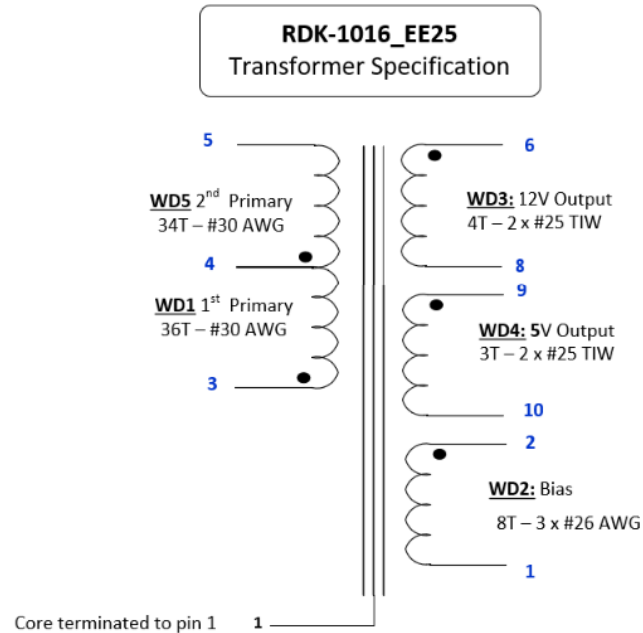 RDK-1016_EE25
Transformer Specification
5
WD5 2nd Primary
34T – #30 AWG
4
WD1 1st Primary
36T – #30 AWG
3
6
WD3: 12V Output
4T – 2 x #25 TIW
8
9
WD4: 5V Output
3T – 2 x #25 TIW
10
2
WD2: Bias
8T – 3 x #26 AWG
1
Core terminated to pin 1 1